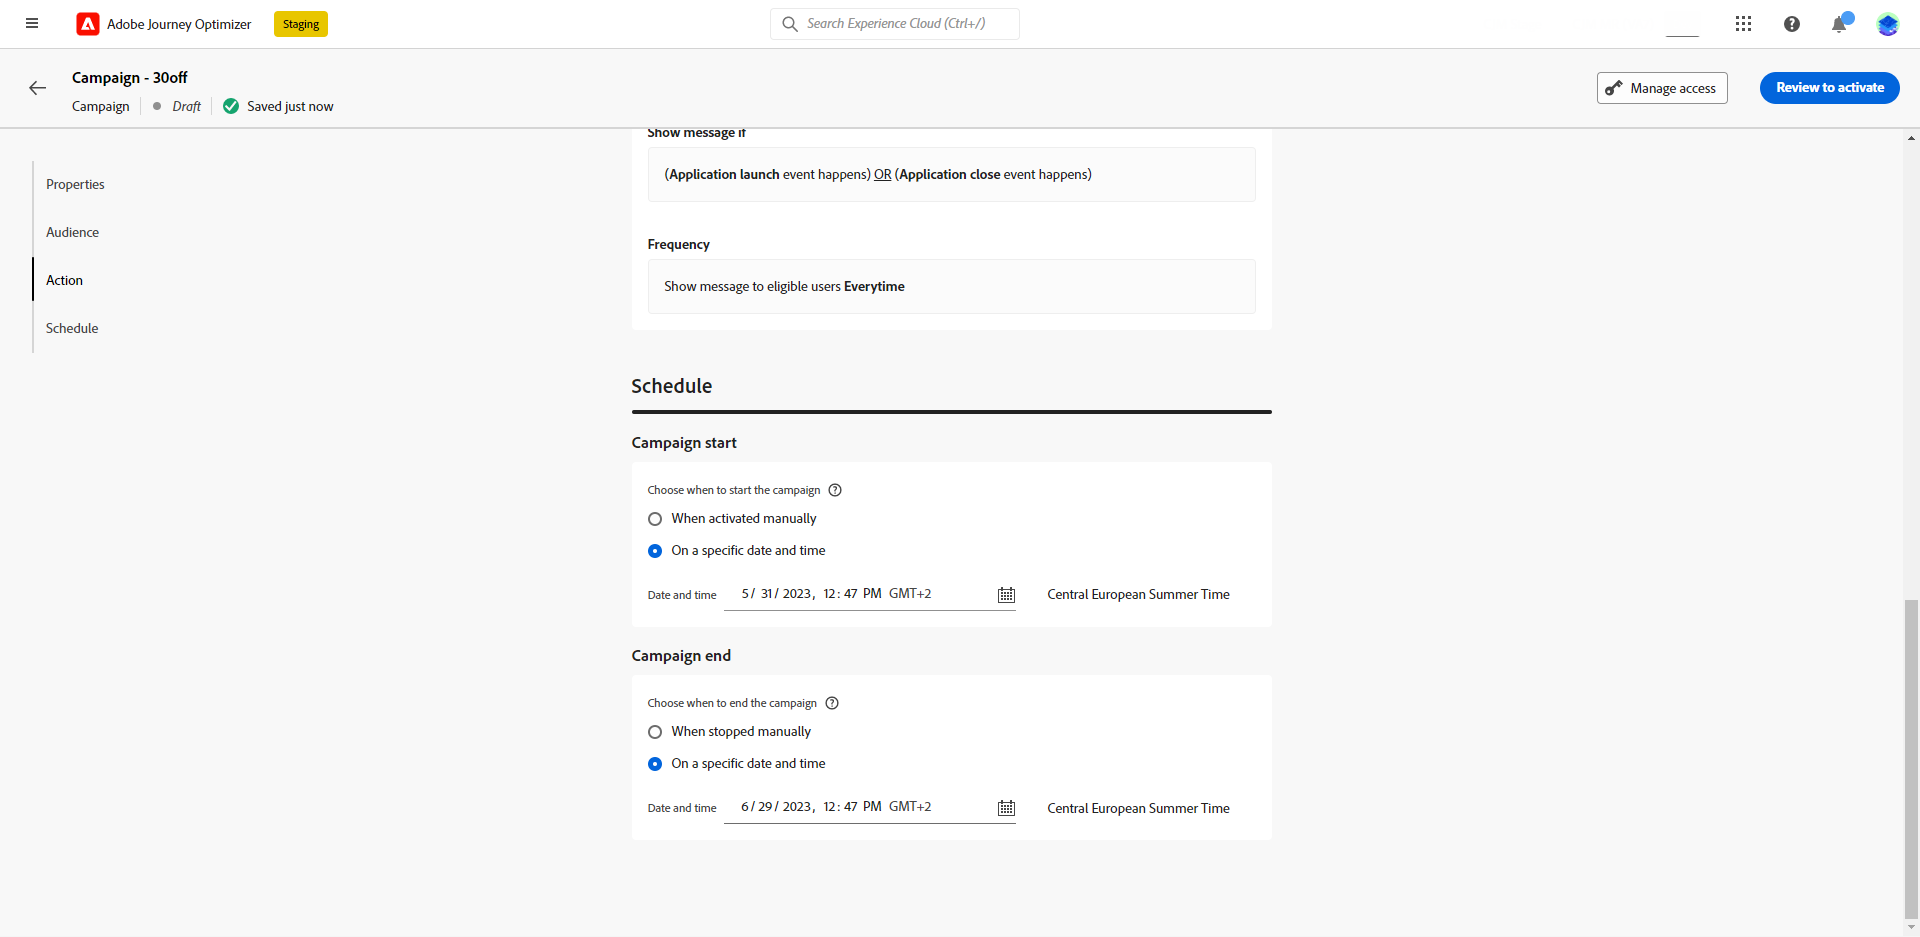 Adobe Journey Optimizer
Staging
Search Experience Cloud (Ctrl+/)
Campaign - 30off
Campaign
Draft
Saved just now
Manage access
Review to activate
Properties
Audience
Action
Schedule
Show message if
(Application launch event happens) OR (Application close event happens)
Frequency
Show message to eligible users Everytime
Schedule
Campaign start
Choose when to start the campaign
When activated manually
On a specific date and time
Date and time 5/ 31/ 2023, 12: 47 PM GMT+2 Central European Summer Time
Campaign end
Choose when to end the campaign
When stopped manually
On a specific date and time
Date and time 6/ 29/ 2023, 12: 47 PM GMT+2 Central European Summer Time